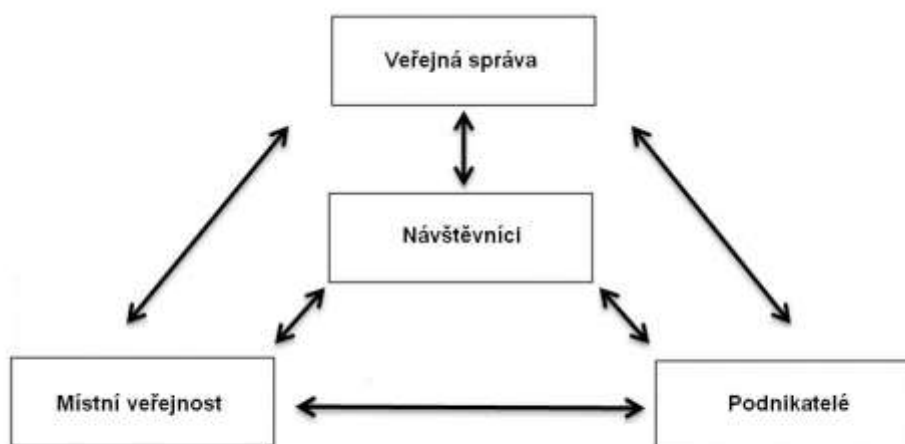 Veřejná správa
Návštěvníci
Místní veřejnost
Podnikatelé